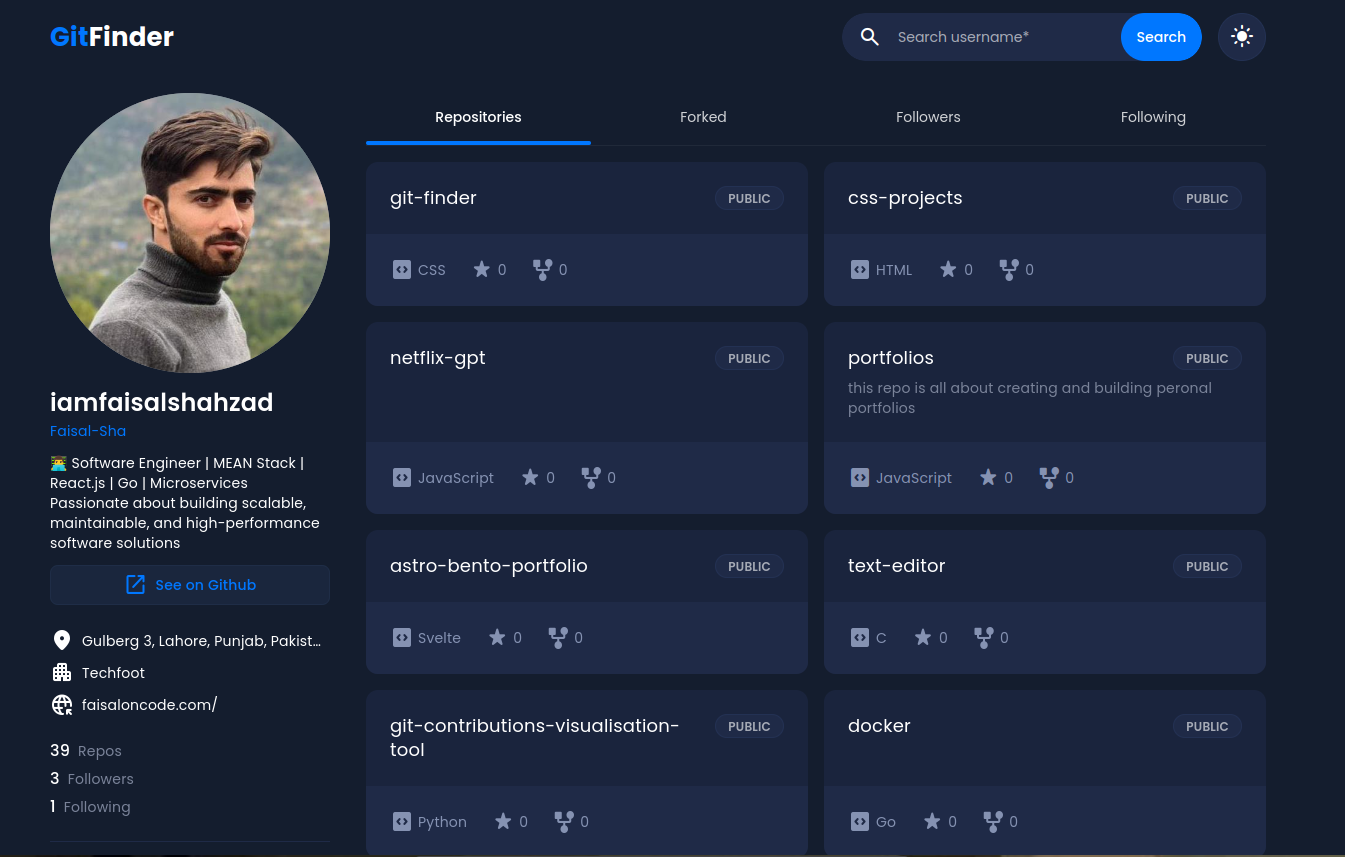 GitFinder
Search username*
Search
iamfaisalshahzad
Faisal-Sha
👨‍💻 Software Engineer | MEAN Stack |
React.js | Go | Microservices
Passionate about building scalable,
maintainable, and high-performance
software solutions
See on Github
Gulberg 3, Lahore, Punjab, Pakist...
Techfoot
faisaloncode.com/
39 Repos
3 Followers
1 Following
Repositories Forked Followers Following
git-finder PUBLIC
CSS 0 0
css-projects PUBLIC
HTML 0 0
netflix-gpt PUBLIC
JavaScript 0 0
portfolios PUBLIC
this repo is all about creating and building peronal
portfolios
JavaScript 0 0
astro-bento-portfolio PUBLIC
Svelte 0 0
text-editor PUBLIC
C 0 0
git-contributions-visualisation- PUBLIC
tool
Python 0 0
docker PUBLIC
Go 0 0